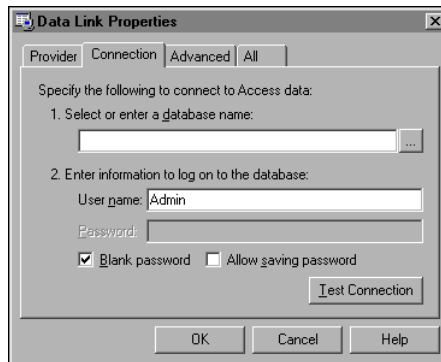 Data Link Properties
Provider Connection Advanced All
Specify the following to connect to Access data:
1. Select or enter a database name:
...
2. Enter information to log on to the database:
User name: Admin
Password:
Blank password Allow saving password
Test Connection
OK Cancel Help